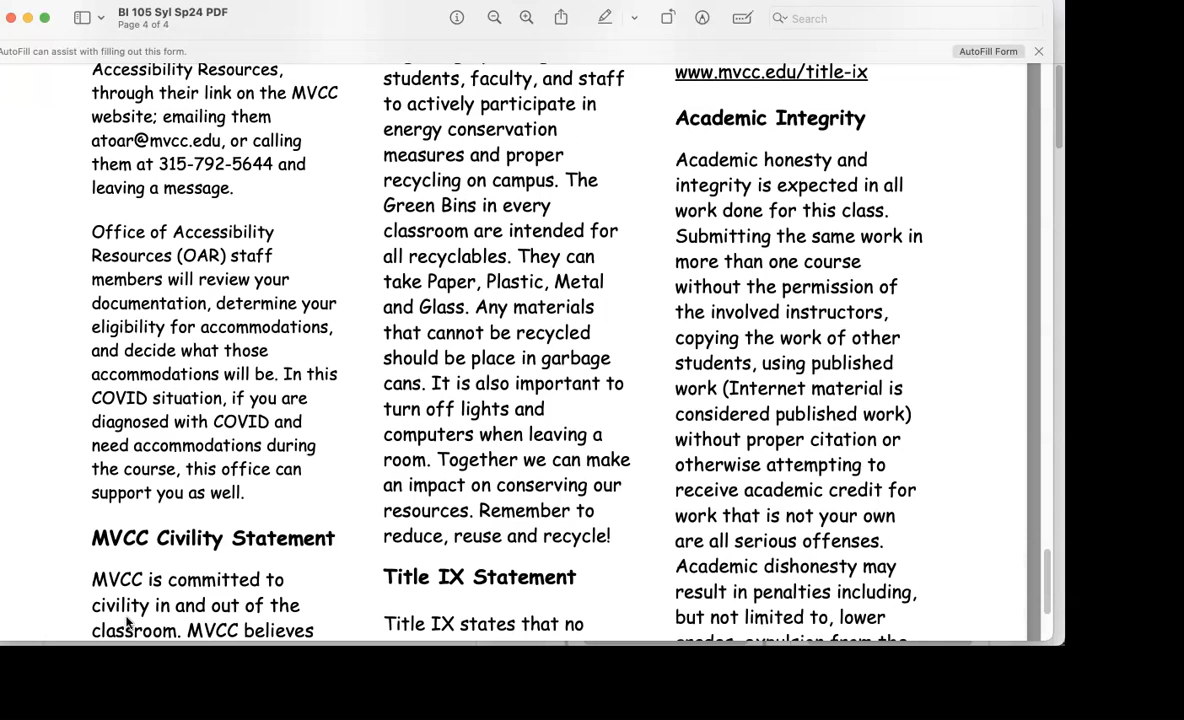 BI 105 Syl Sp24 PDF
Page 4 of 4
Search
AutoFill can assist with filling out this form.
AutoFill Form
Accessibility Resources,
through their link on the MVCC
website; emailing them
atoar@mvcc.edu, or calling
them at 315-792-5644 and
leaving a message.
Office of Accessibility
Resources (OAR) staff
members will review your
documentation, determine your
eligibility for accommodations,
and decide what those
accommodations will be. In this
COVID situation, if you are
diagnosed with COVID and
need accommodations during
the course, this office can
support you as well.
MVCC Civility Statement
MVCC is committed to
civility in and out of the
classroom. MVCC believes
students, faculty, and staff
to actively participate in
energy conservation
measures and proper
recycling on campus. The
Green Bins in every
classroom are intended for
all recyclables. They can
take Paper, Plastic, Metal
and Glass. Any materials
that cannot be recycled
should be place in garbage
cans. It is also important to
turn off lights and
computers when leaving a
room. Together we can make
an impact on conserving our
resources. Remember to
reduce, reuse and recycle!
Title IX Statement
Title IX states that no
www.mvcc.edu/title-ix
Academic Integrity
Academic honesty and
integrity is expected in all
work done for this class.
Submitting the same work in
more than one course
without the permission of
the involved instructors,
copying the work of other
students, using published
work (Internet material is
considered published work)
without proper citation or
otherwise attempting to
receive academic credit for
work that is not your own
are all serious offenses.
Academic dishonesty may
result in penalties including,
but not limited to, lower
grades, expulsion from the